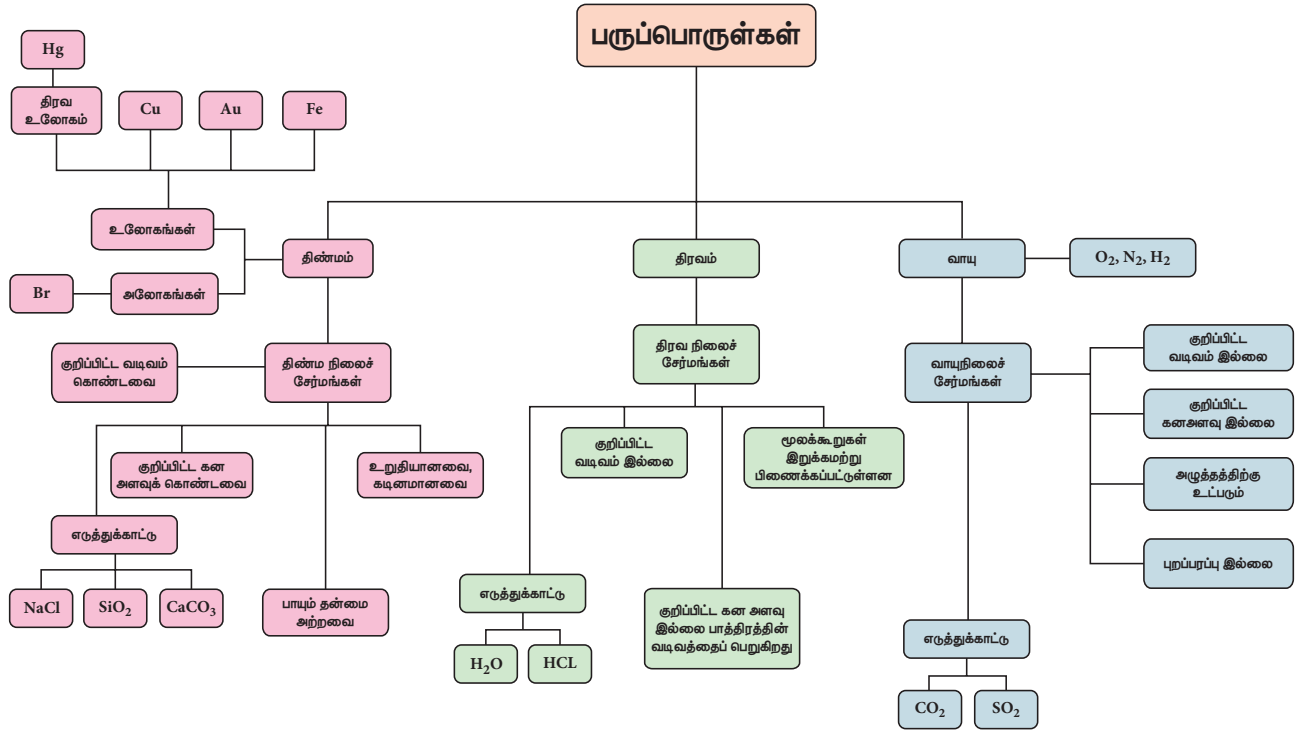 பருப்பொருள்கள்
Hg
திரவ
உலோகம்
Cu
Au
Fe
உலோகங்கள்
திண்மம்
அலோகங்கள்
Br
குறிப்பிட்ட வடிவம்
கொண்டவை
திண்ம நிலைச்
சேர்மங்கள்
குறிப்பிட்ட கன
அளவுக் கொண்டவை
உறுதியானவை,
கடினமானவை
எடுத்துக்காட்டு
NaCl
SiO₂
CaCO₃
பாயும் தன்மை
அற்றவை
திரவம்
திரவ நிலைச்
சேர்மங்கள்
குறிப்பிட்ட
வடிவம் இல்லை
மூலக்கூறுகள்
இறுக்கமற்று
பிணைக்கப்பட்டுள்ளன
எடுத்துக்காட்டு
H₂O
HCL
குறிப்பிட்ட கன அளவு
இல்லை பாத்திரத்தின்
வடிவத்தைப் பெறுகிறது
வாயு
O₂, N₂, H₂
வாயுநிலைச்
சேர்மங்கள்
குறிப்பிட்ட
வடிவம் இல்லை
குறிப்பிட்ட
கனஅளவு இல்லை
அழுத்தத்திற்கு
உட்படும்
புறப்பரப்பு இல்லை
எடுத்துக்காட்டு
CO₂
SO₂